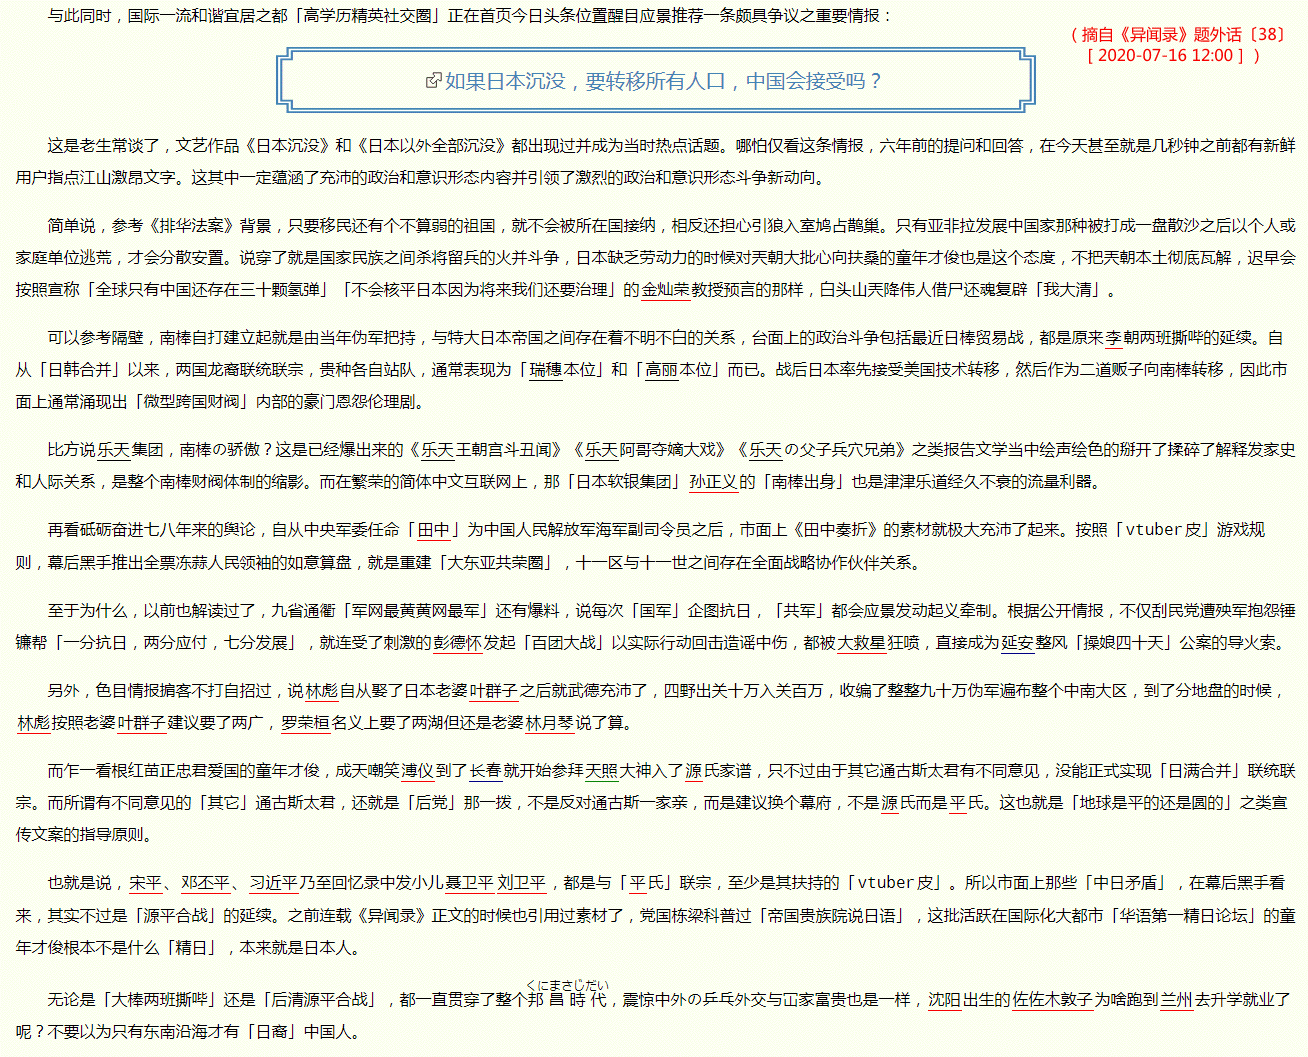 与此同时，国际一流和谐宜居之都「高学历精英社交圈」正在首页今日头条位置醒目应景推荐一条颇具争议之重要情报：
（摘自《异闻录》题外话〔38〕
［2020-07-16 12:00］）
如果日本沉没，要转移所有人口，中国会接受吗？
这是老生常谈了，文艺作品《日本沉没》和《日本以外全部沉没》都出现过并成为当时热点话题。哪怕仅看这条情报，六年前的提问和回答，在今天甚至就是几秒钟之前都有新鲜
用户指点江山激昂文字。这其中一定蕴涵了充沛的政治和意识形态内容并引领了激烈的政治和意识形态斗争新动向。
简单说，参考《排华法案》背景，只要移民还有个不算弱的祖国，就不会被所在国接纳，相反还担心引狼入室鸠占鹊巢。只有亚非拉发展中国家那种被打成一盘散沙之后以个人或
家庭单位逃荒，才会分散安置。说穿了就是国家民族之间杀将留兵的火并斗争，日本缺乏劳动力的时候对天朝大批心向扶桑的童年才俊也是这个态度，不把天朝本土彻底瓦解，迟早会
按照宣称「全球只有中国还存在三十颗氢弹」「不会核平日本因为将来我们还要治理」的金灿荣教授预言的那样，白头山天降伟人借尸还魂复辟「我大清」。
可以参考隔壁，南棒自打建立起就是由当年伪军把持，与特大日本帝国之间存在着不明不白的关系，台面上的政治斗争包括最近日棒贸易战，都是原来李朝两班撕哔的延续。自
从「日韩合并」以来，两国龙裔联统联宗，贵种各自站队，通常表现为「瑞穗本位」和「高丽本位」而已。战后日本率先接受美国技术转移，然后作为二道贩子向南棒转移，因此市
面上通常涌现出「微型跨国财阀」内部的豪门恩怨伦理剧。
比方说乐天集团，南棒の骄傲？这是已经爆出来的《乐天王朝宫斗丑闻》《乐天阿哥夺嫡大戏》《乐天の父子兵穴兄弟》之类报告文学当中绘声绘色的掰开了揉碎了解释发家史
和人际关系，是整个南棒财阀体制的缩影。而在繁荣的简体中文互联网上，那「日本软银集团」孙正义的「南棒出身」也是津津乐道经久不衰的流量利器。
再看砥砺奋进七八年来的舆论，自从中央军委任命「田中」为中国人民解放军海军副司令员之后，市面上《田中奏折》的素材就极大充沛了起来。按照「vtuber皮」游戏规
则，幕后黑手推出全票冻蒜人民领袖的如意算盘，就是重建「大东亚共荣圈」，十一区与十一世之间存在全面战略协作伙伴关系。
至于为什么，以前也解读过了，九省通衢「军网最黄黄网最军」还有爆料，说每次「国军」企图抗日，「共军」都会应景发动起义牵制。根据公开情报，不仅刮民党遭殃军抱怨锤
镰帮「一分抗日，两分应付，七分发展」，就连受了刺激的彭德怀发起「百团大战」以实际行动回击造谣中伤，都被大救星狂喷，直接成为延安整风「操娘四十天」公案的导火索。
另外，色目情报掮客不打自招过，说林彪自从娶了日本老婆叶群子之后就武德充沛了，四野出关十万入关百万，收编了整整九十万伪军遍布整个中南大区，到了分地盘的时候，
林彪按照老婆叶群子建议要了两广，罗荣桓名义上要了两湖但还是老婆林月琴说了算。
而乍一看根红苗正忠君爱国的童年才俊，成天嘲笑溥仪到了长春就开始参拜天照大神入了源氏家谱，只不过由于其它通古斯太君有不同意见，没能正式实现「日满合并」联统联
宗。而所谓有不同意见的「其它」通古斯太君，还就是「后党」那一拨，不是反对通古斯一家亲，而是建议换个幕府，不是源氏而是平氏。这也就是「地球是平的还是圆的」之类宣
传文案的指导原则。
也就是说，宋平、邓丕平、习近平乃至回忆录中发小儿聂卫平刘卫平，都是与「平氏」联宗，至少是其扶持的「vtuber皮」。所以市面上那些「中日矛盾」，在幕后黑手看
来，其实不过是「源平合战」的延续。之前连载《异闻录》正文的时候也引用过素材了，党国栋梁科普过「帝国贵族院说日语」，这批活跃在国际化大都市「华语第一精日论坛」的童
年才俊根本不是什么「精日」，本来就是日本人。
くにまさじだい
无论是「大棒两班撕哔」还是「后清源平合战」，都一直贯穿了整个邦昌時代，震惊中外の乒乓外交与冚家富贵也是一样，沈阳出生的佐佐木敦子为啥跑到兰州去升学就业了
呢？不要以为只有东南沿海才有「日裔」中国人。